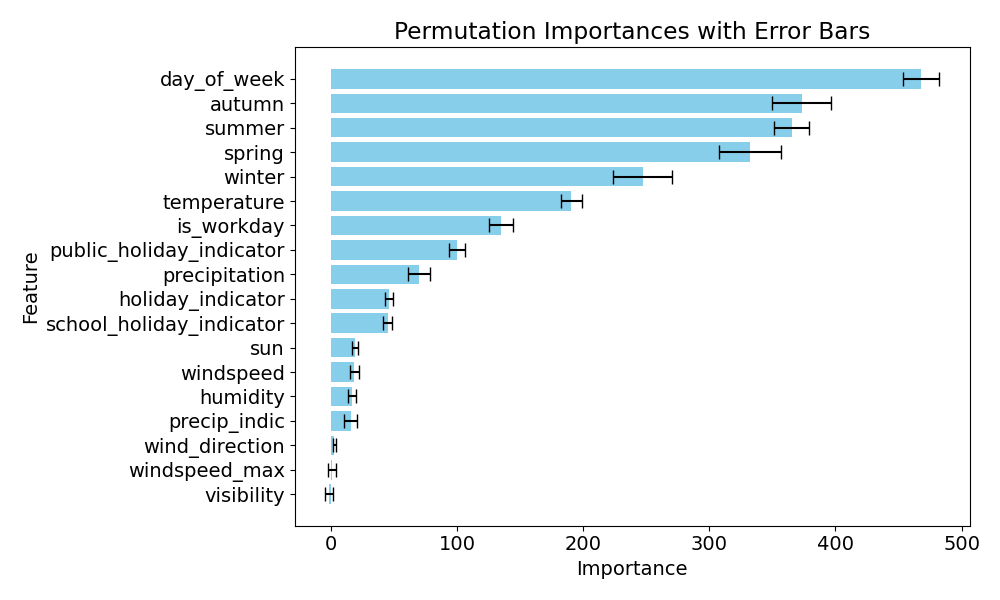 Permutation Importances with Error Bars
day_of_week
autumn
summer
spring
winter
temperature
is_workday
public_holiday_indicator
precipitation
holiday_indicator
school_holiday_indicator
sun
windspeed
humidity
precip_indic
wind_direction
windspeed_max
visibility
Feature
0 100 200 300 400 500
Importance